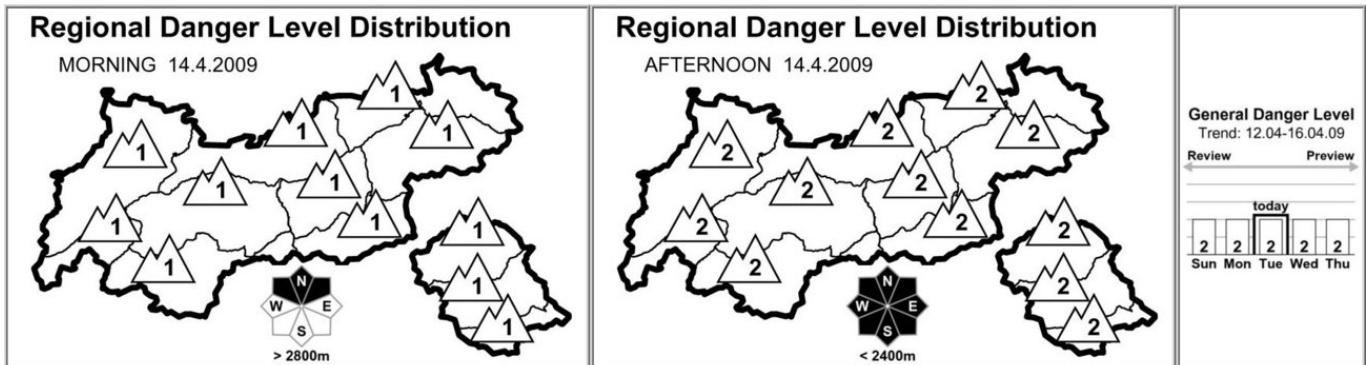 Regional Danger Level Distribution
MORNING 14.4.2009
1
1
1
1
1
1
1
1
1
1
1
1
N
W E
S
> 2800m
Regional Danger Level Distribution
AFTERNOON 14.4.2009
2
2
2
2
2
2
2
2
2
2
2
2
N
W E
S
< 2400m
General Danger Level
Trend: 12.04-16.04.09
Review Preview
today
2 2 2 2 2
Sun Mon Tue Wed Thu